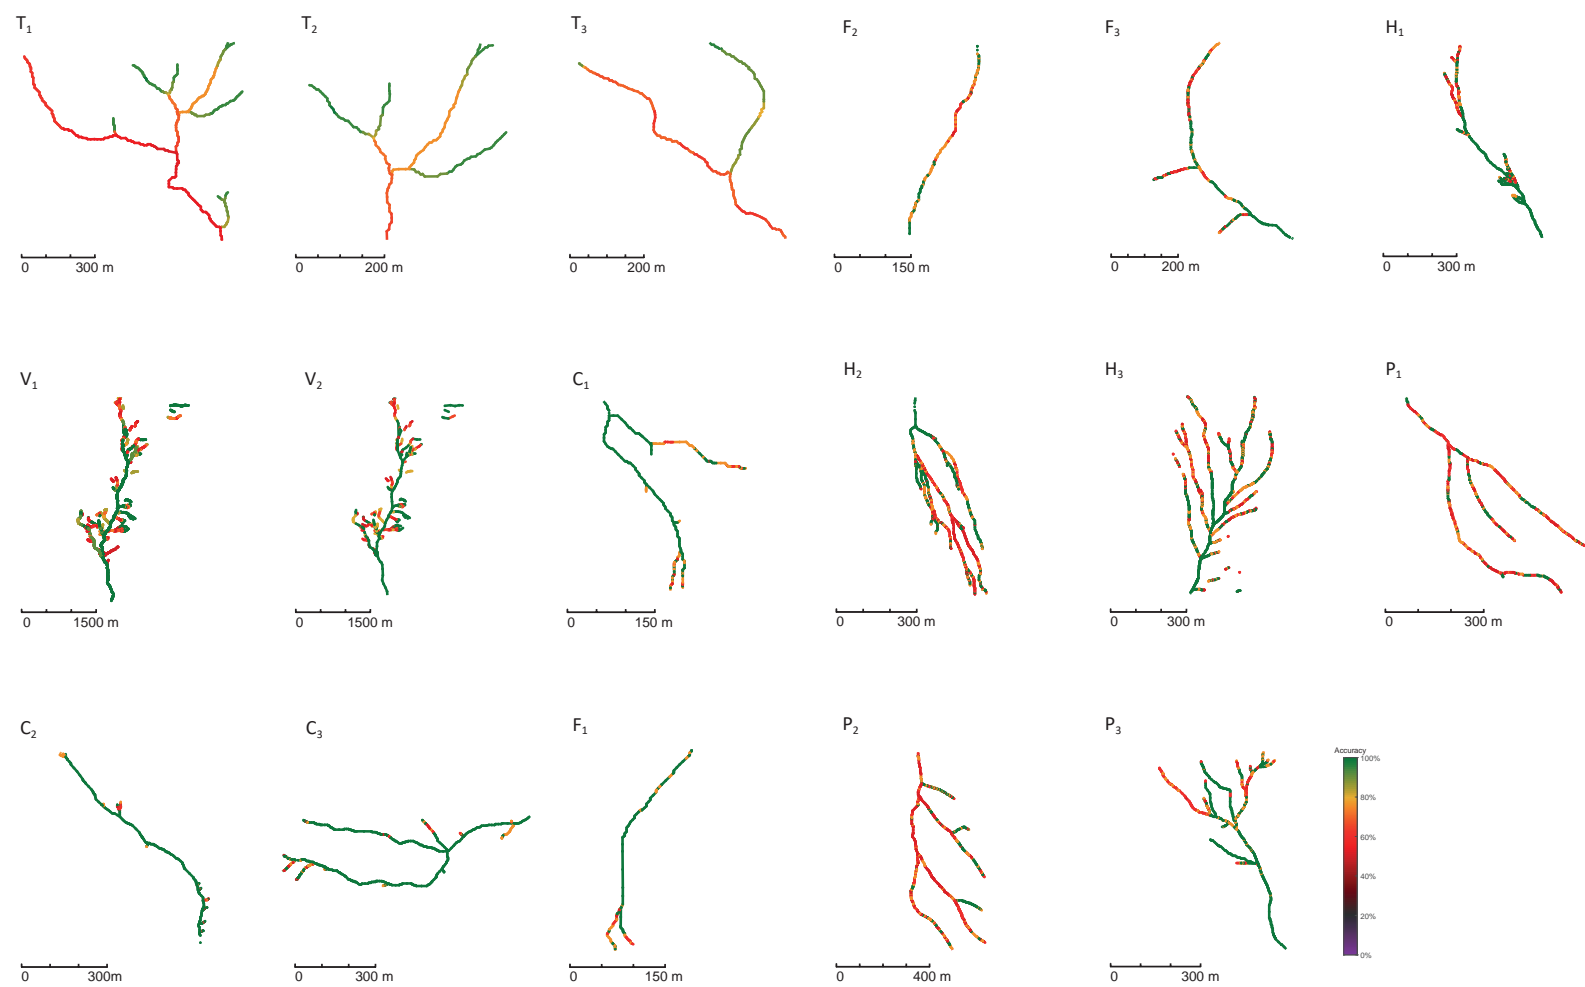 T₁ T₂ T₃ F₂ F₃ H₁
0 300 m 0 200 m 0 200 m 0 150 m 0 200 m 0 300 m
V₁ V₂ C₁ H₂ H₃ P₁
0 1500 m 0 1500 m 0 150 m 0 300 m 0 300 m 0 300 m
C₂ C₃ F₁ P₂ P₃
Accuracy
100%
80%
60%
40%
20%
0%
0 300m 0 300 m 0 150 m 0 400 m 0 300 m